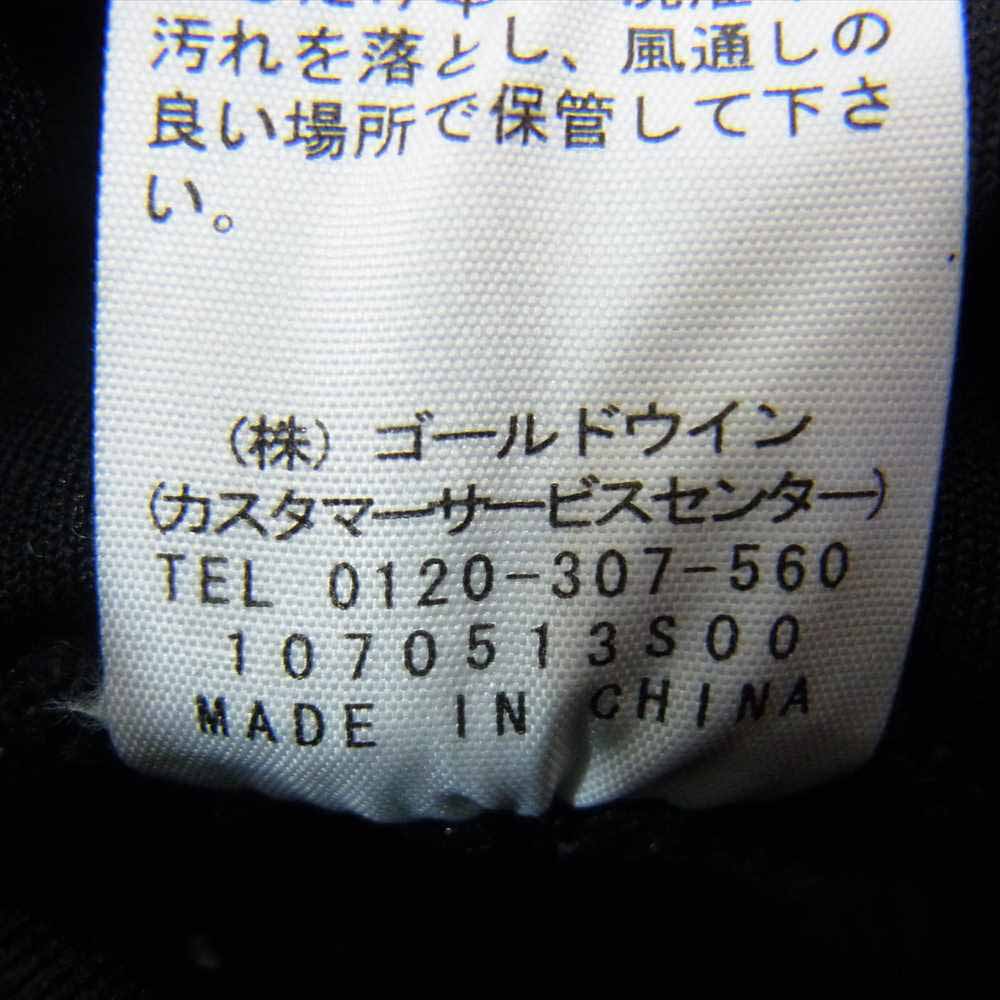 汚れを落とし、風通しの
良い場所で保管して下さ
い。
(株) ゴールドウイン
(カスタマーサービスセンター)
TEL 0120-307-560
1070513S00
MADE IN CHINA